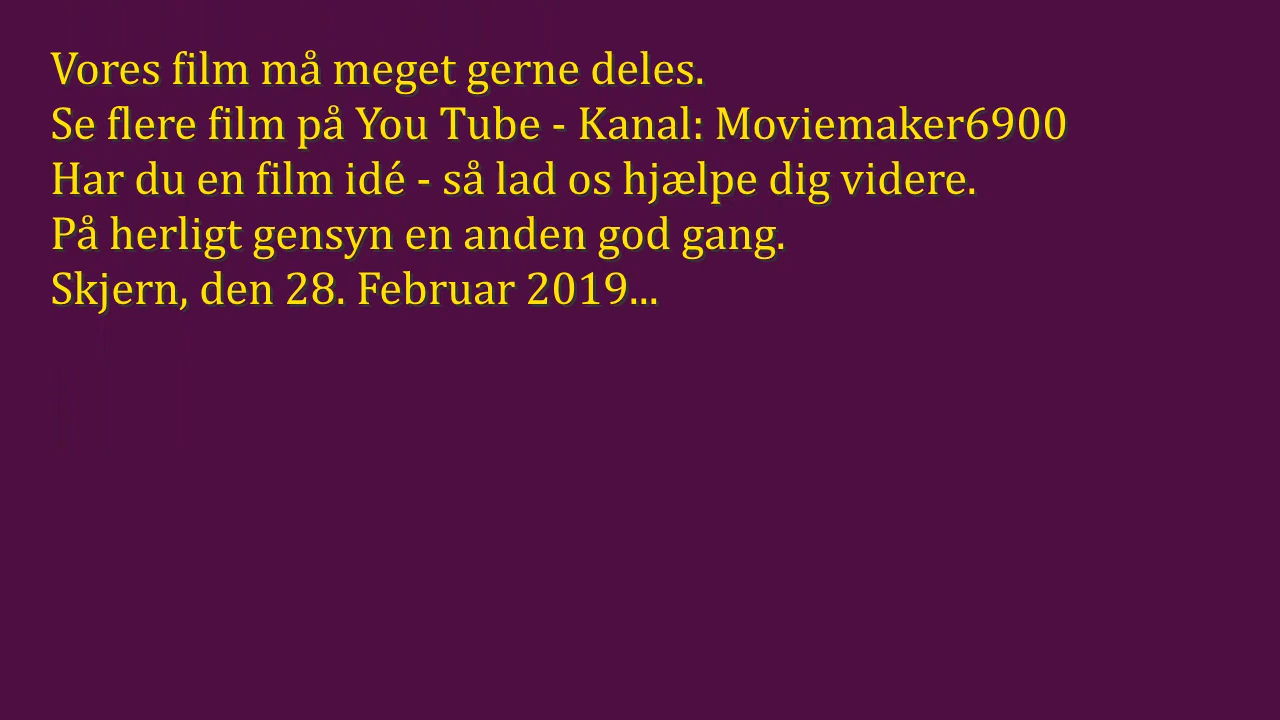 Vores film må meget gerne deles.
Se flere film på You Tube - Kanal: Moviemaker6900
Har du en film idé - så lad os hjælpe dig videre.
På herligt gensyn en anden god gang.
Skjern, den 28. Februar 2019...